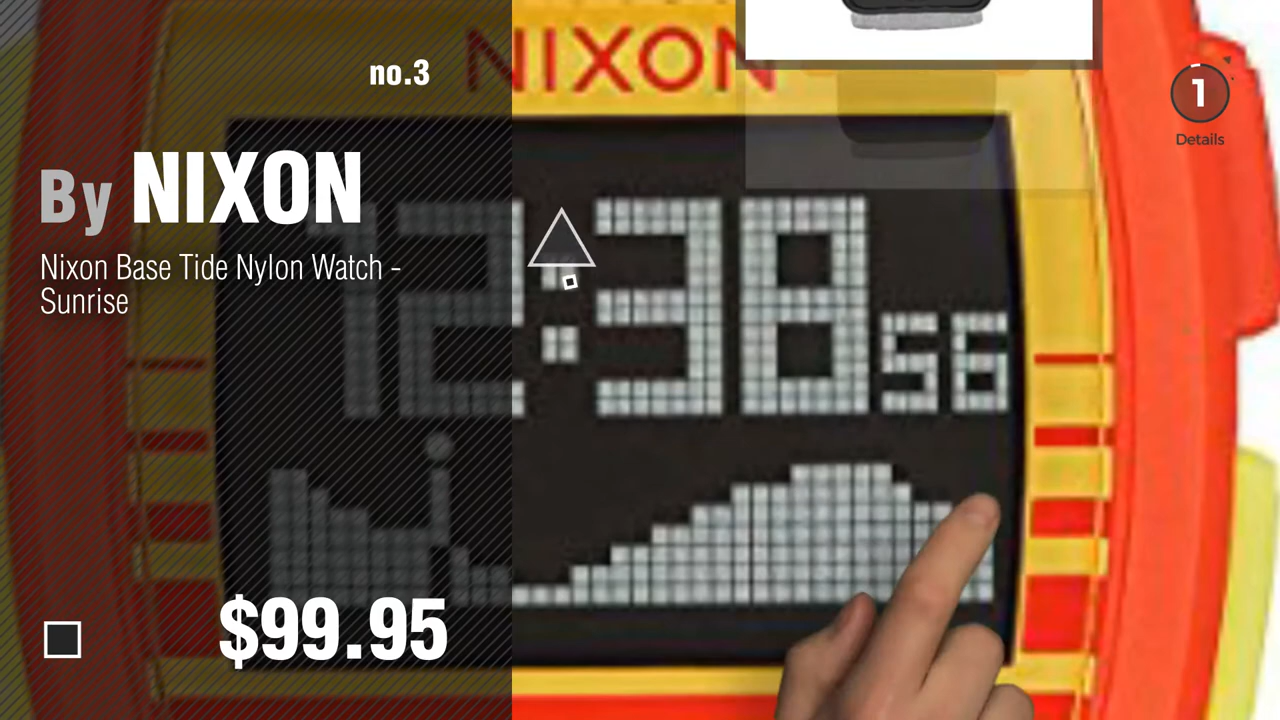 NIXON
no.3
1
Details
By NIXON
Nixon Base Tide Nylon Watch -
Sunrise
12:38 56
$99.95